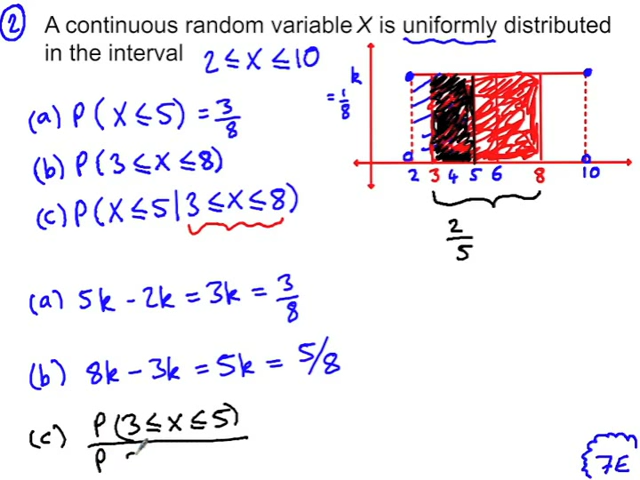 ② A continuous random variable X is uniformly distributed
in the interval 2 ≤ x ≤ 10
k
= 1/8
(a) P(X ≤ 5) = 3/8
(b) P(3 ≤ X ≤ 8)
(c) P(X ≤ 5 | 3 ≤ X ≤ 8)
2 3 4 5 6 8 10
2/5
(a) 5k - 2k = 3k = 3/8
(b) 8k - 3k = 5k = 5/8
(c) P(3 ≤ X ≤ 5)
P
7E